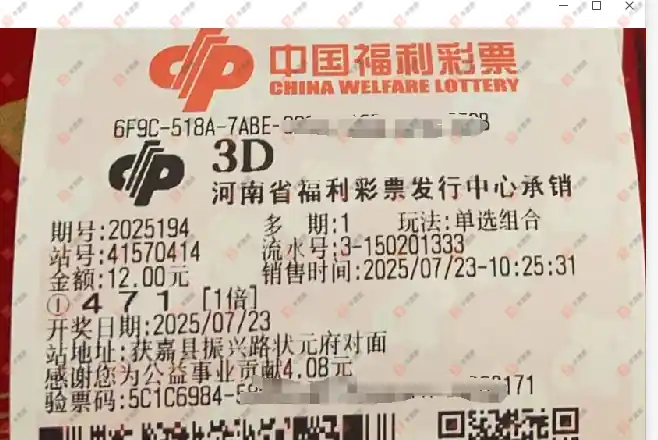 中国福利彩票
CHINA WELFARE LOTTERY
6F9C-518A-7ABE-
3D
河南省福利彩票发行中心承销
期号:2025194 多 期:1 玩法:单选组合
站号:41570414 流水号:3-150201333
金额:12.00元 销售时间:2025/07/23-10:25:31
① 4 7 1 [1倍]
开奖日期:2025/07/23
站地址:获嘉县振兴路状元府对面
感谢您为公益事业贡献4.08元
验票码:5C1C6984-5 171